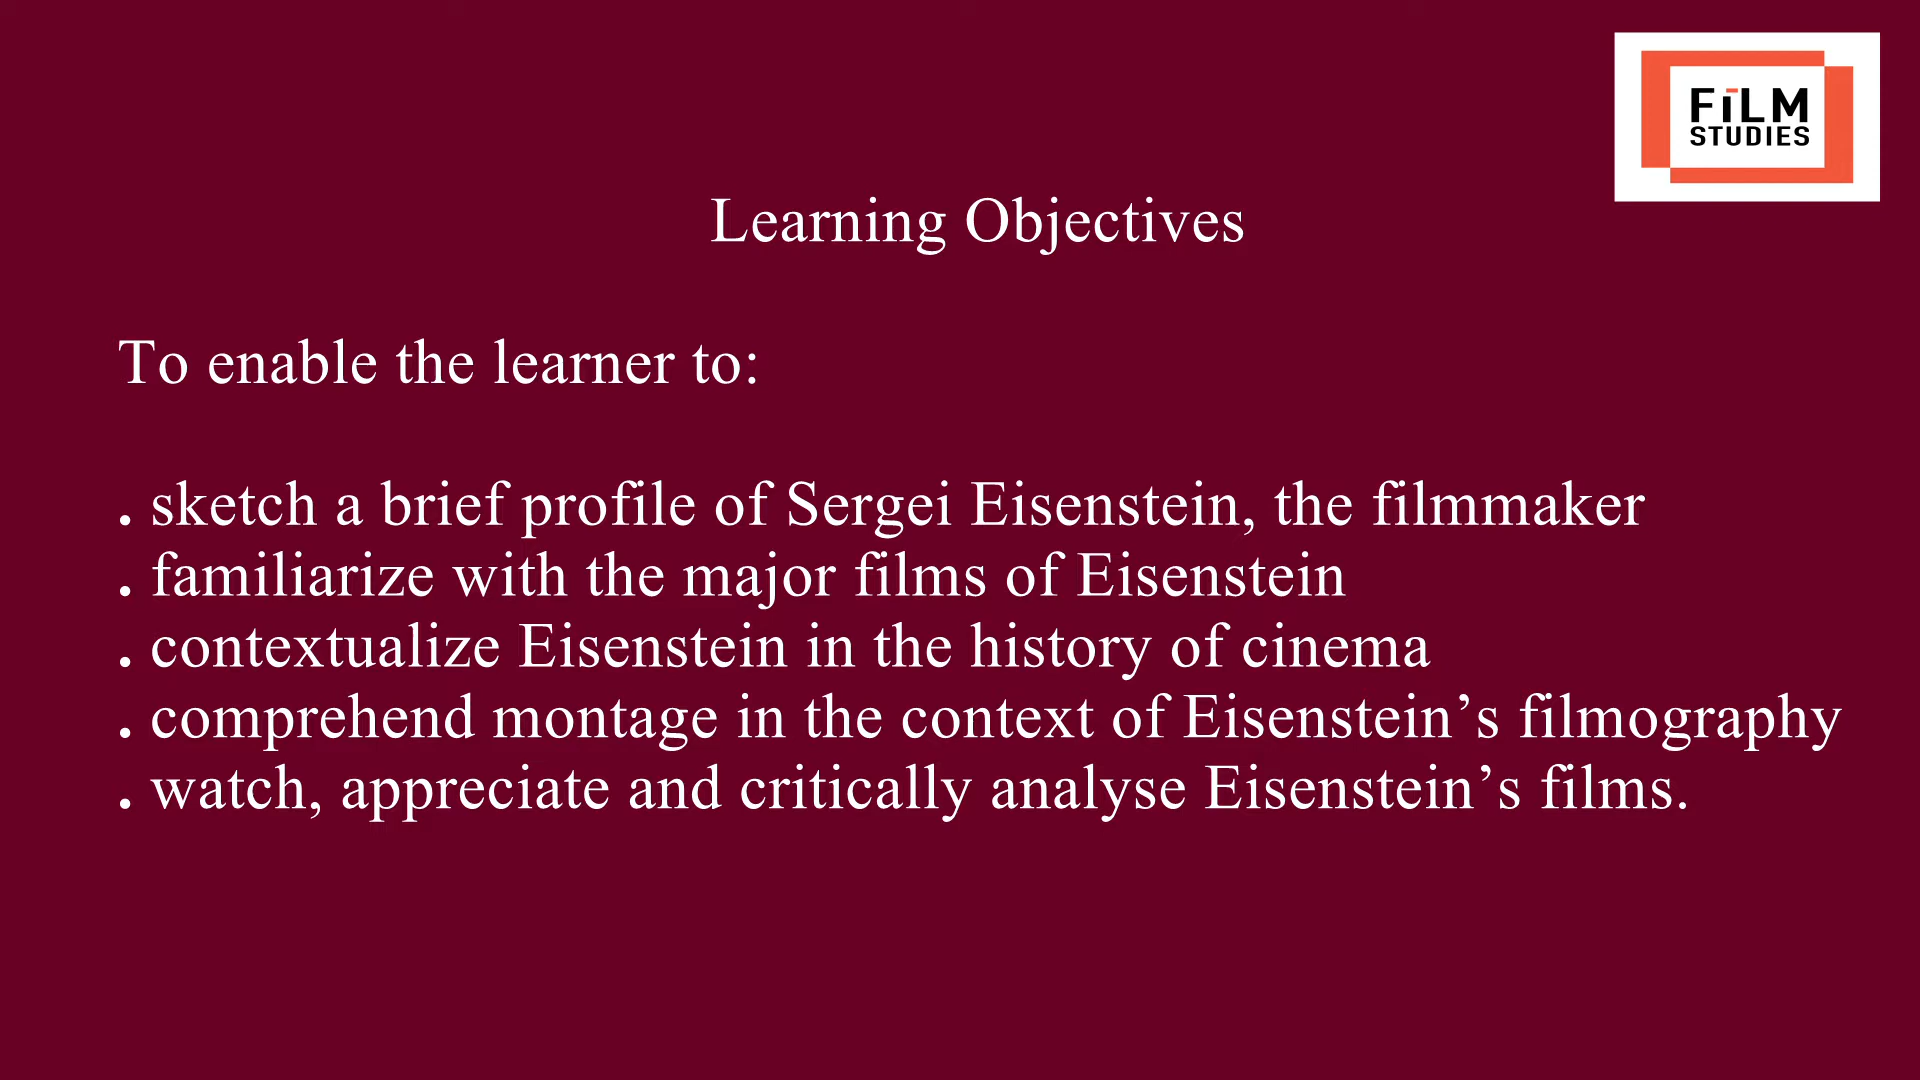 FiLM
STUDIES
Learning Objectives
To enable the learner to:
. sketch a brief profile of Sergei Eisenstein, the filmmaker
. familiarize with the major films of Eisenstein
. contextualize Eisenstein in the history of cinema
. comprehend montage in the context of Eisenstein’s filmography
. watch, appreciate and critically analyse Eisenstein’s films.